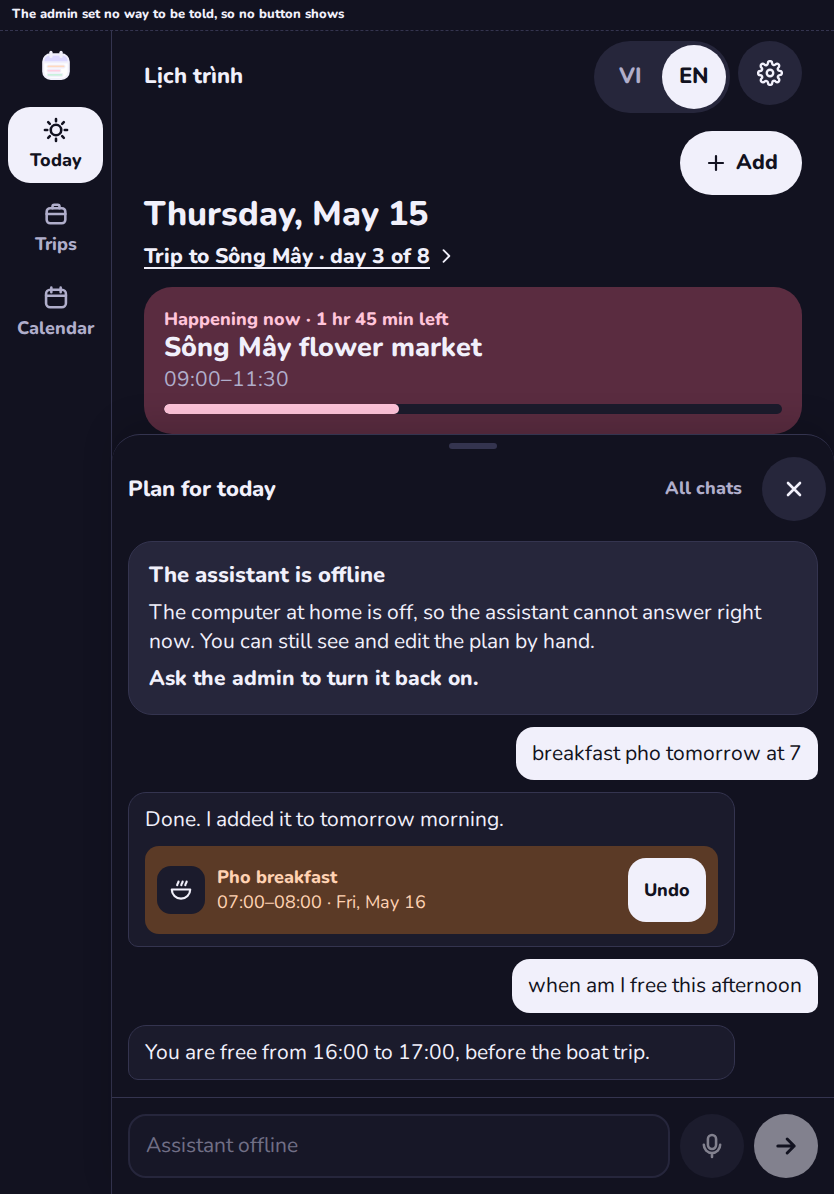 The admin set no way to be told, so no button shows
Lịch trình
VI
EN
Today
Trips
Calendar
+ Add
Thursday, May 15
Trip to Sông Mây · day 3 of 8
Happening now · 1 hr 45 min left
Sông Mây flower market
09:00–11:30
Plan for today
All chats
The assistant is offline
The computer at home is off, so the assistant cannot answer right
now. You can still see and edit the plan by hand.
Ask the admin to turn it back on.
breakfast pho tomorrow at 7
Done. I added it to tomorrow morning.
Pho breakfast
07:00–08:00 · Fri, May 16
Undo
when am I free this afternoon
You are free from 16:00 to 17:00, before the boat trip.
Assistant offline